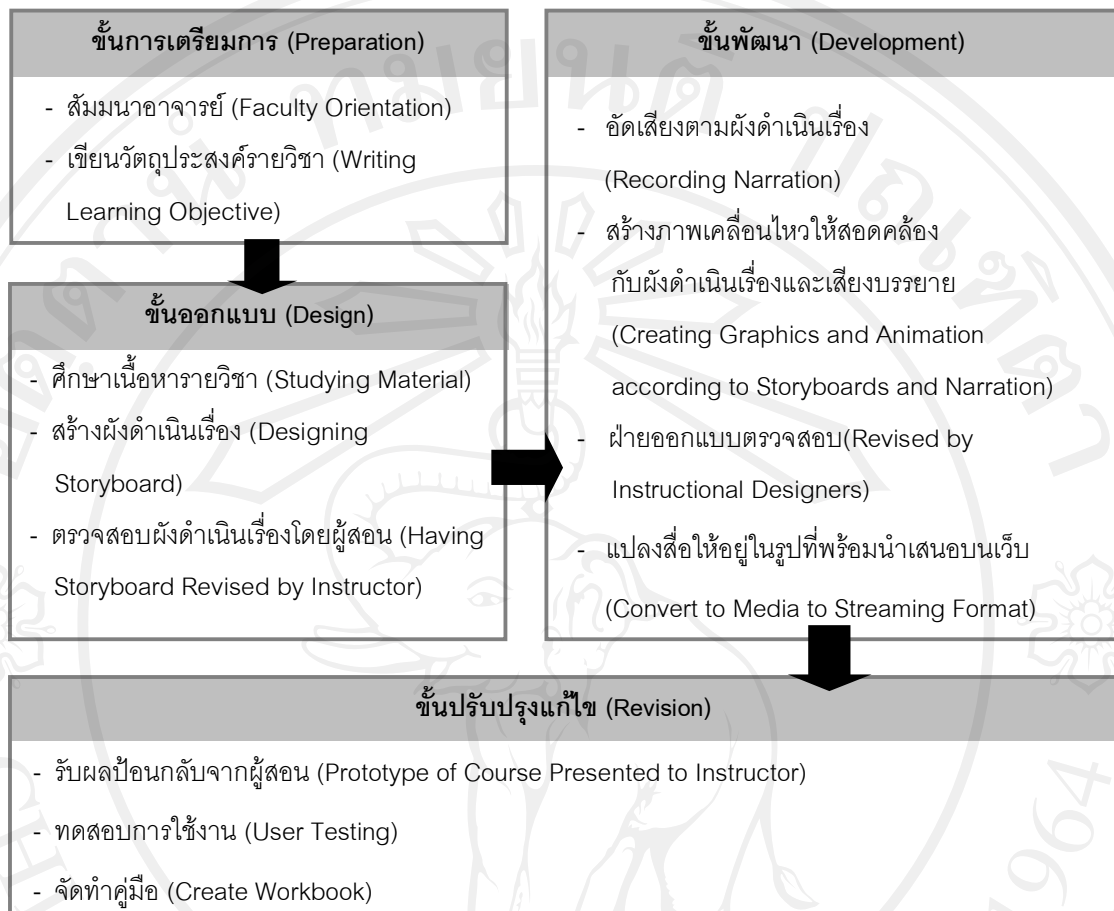 ขั้นการเตรียมการ (Preparation)
- สัมมนาอาจารย์ (Faculty Orientation)
- เขียนวัตถุประสงค์รายวิชา (Writing
Learning Objective)
ขั้นออกแบบ (Design)
- ศึกษาเนื้อหารายวิชา (Studying Material)
- สร้างผังดำเนินเรื่อง (Designing
Storyboard)
- ตรวจสอบผังดำเนินเรื่องโดยผู้สอน (Having
Storyboard Revised by Instructor)
ขั้นพัฒนา (Development)
- อัดเสียงตามผังดำเนินเรื่อง
(Recording Narration)
- สร้างภาพเคลื่อนไหวให้สอดคล้อง
กับผังดำเนินเรื่องและเสียงบรรยาย
(Creating Graphics and Animation
according to Storyboards and Narration)
- ฝ่ายออกแบบตรวจสอบ(Revised by
Instructional Designers)
- แปลงสื่อให้อยู่ในรูปที่พร้อมนำเสนอบนเว็บ
(Convert to Media to Streaming Format)
ขั้นปรับปรุงแก้ไข (Revision)
- รับผลป้อนกลับจากผู้สอน (Prototype of Course Presented to Instructor)
- ทดสอบการใช้งาน (User Testing)
- จัดทำคู่มือ (Create Workbook)
1964